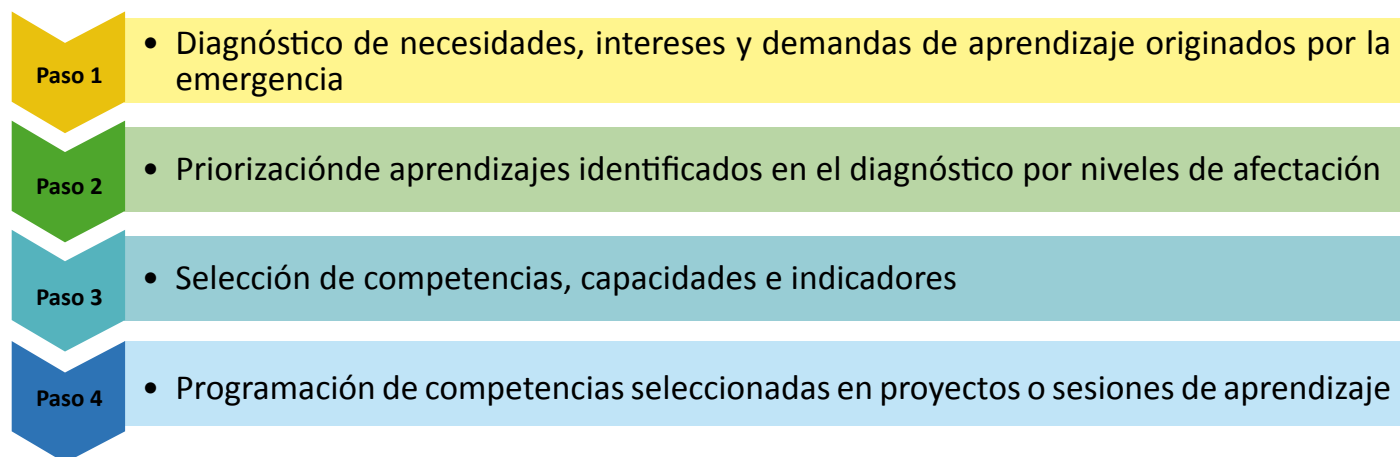 Paso 1
• Diagnóstico de necesidades, intereses y demandas de aprendizaje originados por la
emergencia
Paso 2
• Priorizaciónde aprendizajes identificados en el diagnóstico por niveles de afectación
Paso 3
• Selección de competencias, capacidades e indicadores
Paso 4
• Programación de competencias seleccionadas en proyectos o sesiones de aprendizaje